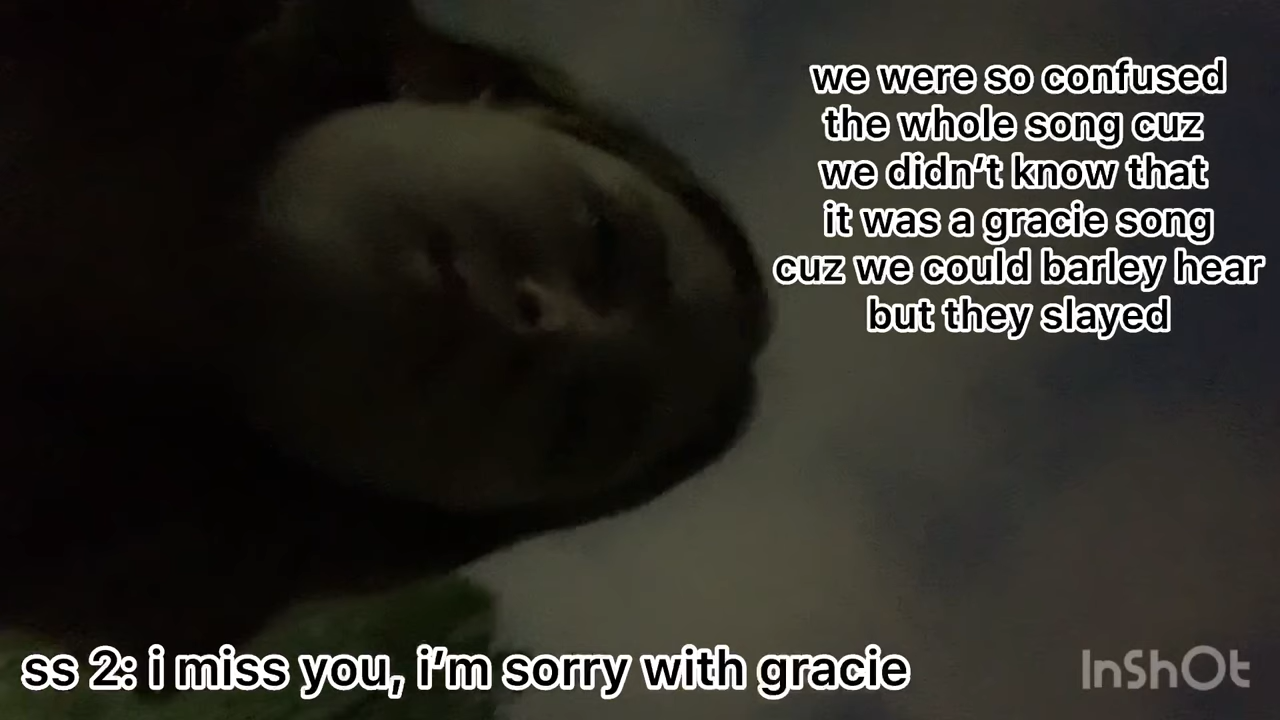 we were so confused
the whole song cuz
we didn't know that
it was a gracie song
cuz we could barley hear
but they slayed
ss 2: i miss you, i'm sorry with gracie
InShOt